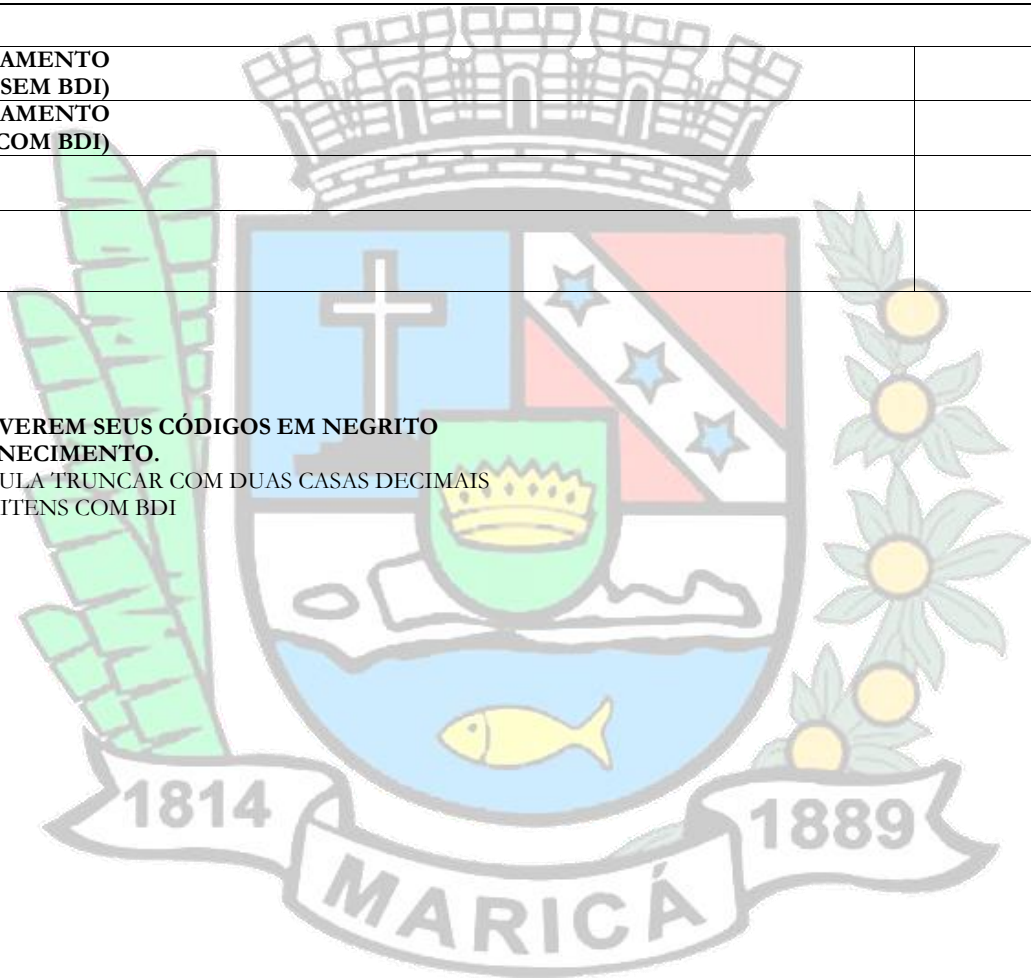 AMENTO
SEM BDI)
AMENTO
COM BDI)
VEREM SEUS CÓDIGOS EM NEGRITO
NECIMENTO.
ULA TRUNCAR COM DUAS CASAS DECIMAIS
ITENS COM BDI
1814
1889
MARICÁ